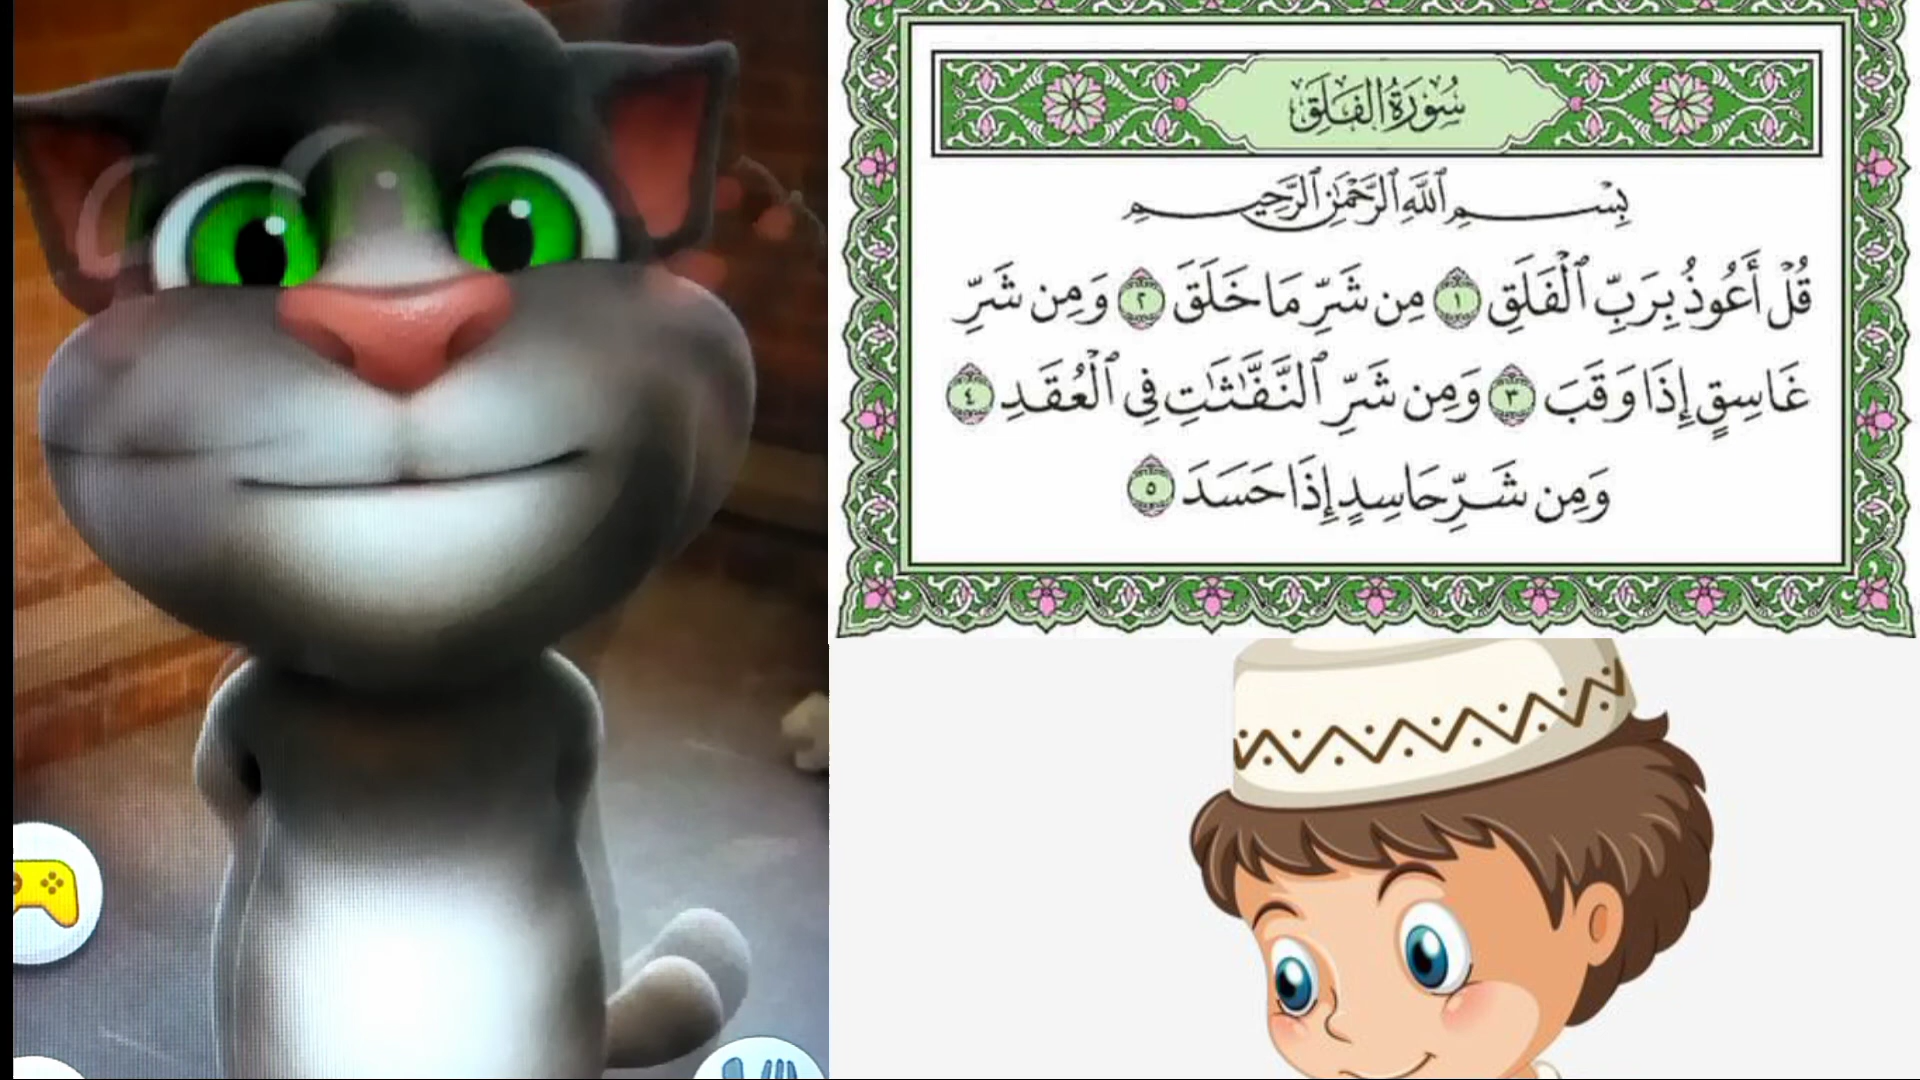 سُورَةُ الفَلَقِ
بِسْمِ ٱللَّهِ ٱلرَّحْمَٰنِ ٱلرَّحِيمِ
قُلْ أَعُوذُ بِرَبِّ ٱلْفَلَقِ ١ مِن شَرِّ مَا خَلَقَ ٢ وَمِن شَرِّ
غَاسِقٍ إِذَا وَقَبَ ٣ وَمِن شَرِّ ٱلنَّفَّٰثَٰتِ فِى ٱلْعُقَدِ ٤
وَمِن شَرِّ حَاسِدٍ إِذَا حَسَدَ ٥